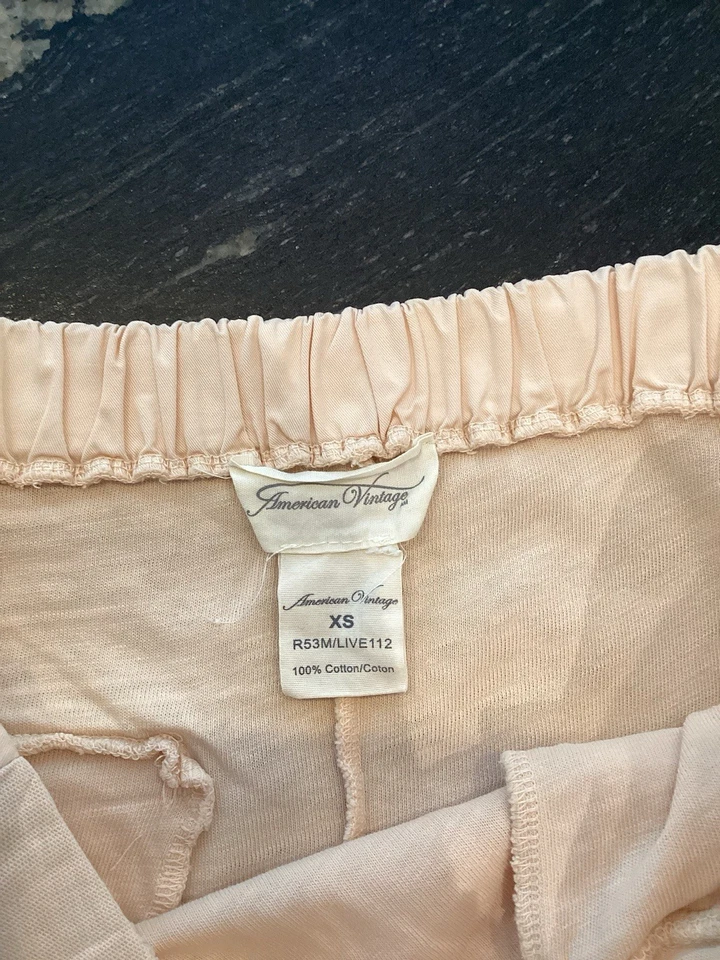 American Vintage
American Vintage
XS
R53M/LIVE112
100% Cotton/Coton